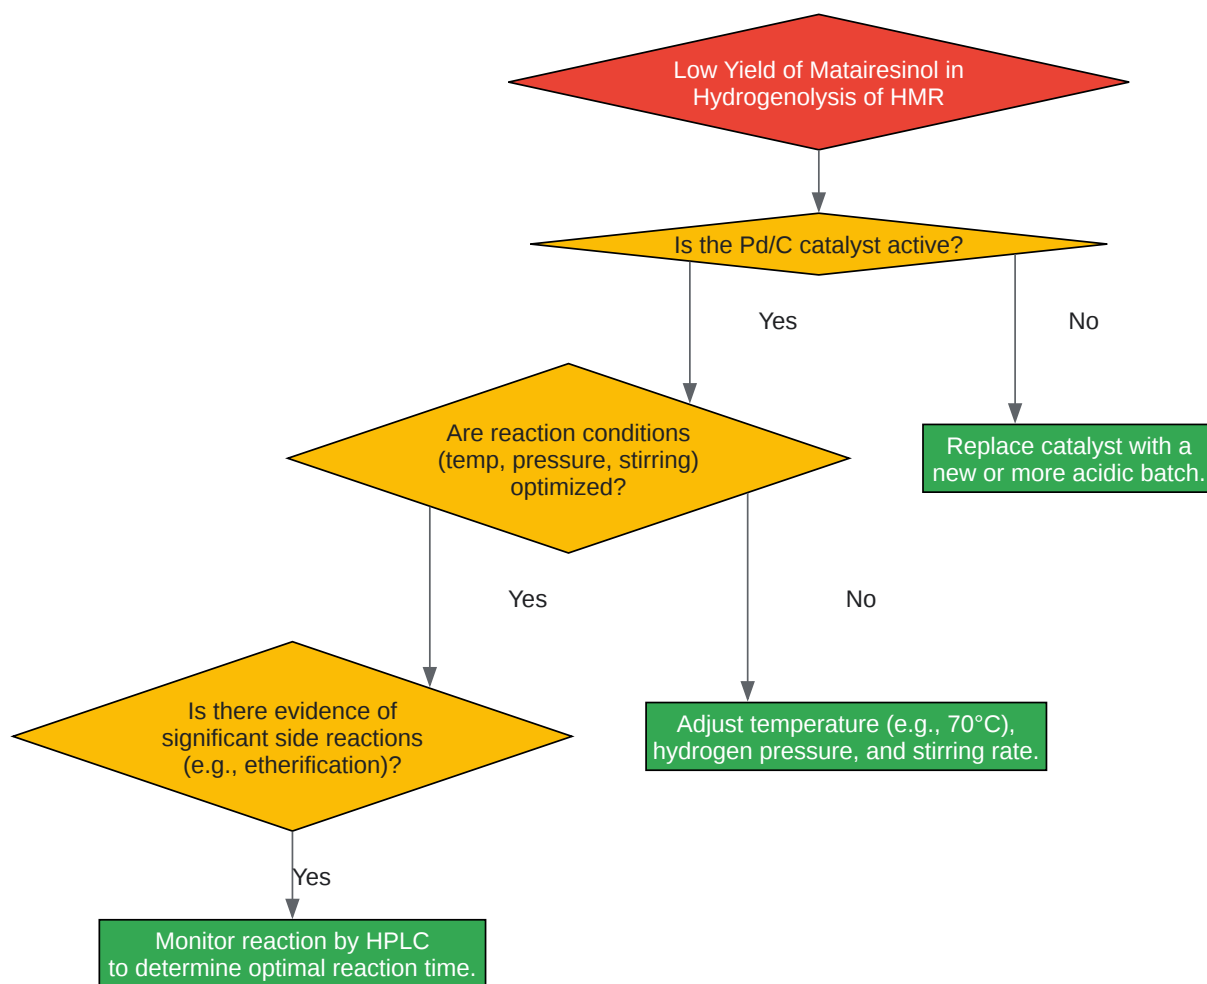 Low Yield of Matairesinol in
Hydrogenolysis of HMR
Is the Pd/C catalyst active?
Yes
No
Are reaction conditions
(temp, pressure, stirring)
optimized?
Replace catalyst with a
new or more acidic batch.
Yes
No
Is there evidence of
significant side reactions
(e.g., etherification)?
Adjust temperature (e.g., 70°C),
hydrogen pressure, and stirring rate.
Yes
Monitor reaction by HPLC
to determine optimal reaction time.